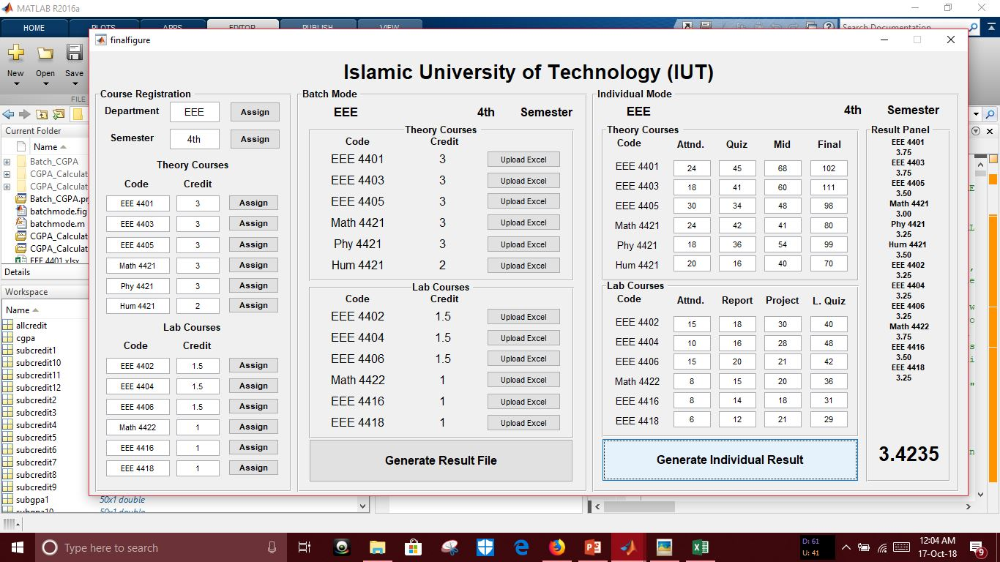 MATLAB R2016a
HOME PLOTS APPS EDITOR PUBLISH VIEW Search Documentation
New Open Save
FILE
Current Folder
Name
Batch_CGPA
CGPA_Calculat
CGPA_Calculat
Batch_CGPA.pr
batchmode.fig
batchmode.m
CGPA_Calculat
CGPA_Calculat
EEE 4401.xlsx
Details
Workspace
Name
allcredit
cgpa
subcredit1
subcredit10
subcredit11
subcredit12
subcredit2
subcredit3
subcredit4
subcredit5
subcredit6
subcredit7
subcredit8
subcredit9
subgpa1 50x1 double
subgpa10 50x1 double
finalfigure
Islamic University of Technology (IUT)
Course Registration
Department EEE Assign
Semester 4th Assign
Theory Courses
Code Credit
EEE 4401 3 Assign
EEE 4403 3 Assign
EEE 4405 3 Assign
Math 4421 3 Assign
Phy 4421 3 Assign
Hum 4421 2 Assign
Lab Courses
Code Credit
EEE 4402 1.5 Assign
EEE 4404 1.5 Assign
EEE 4406 1.5 Assign
Math 4422 1 Assign
EEE 4416 1 Assign
EEE 4418 1 Assign
Batch Mode
EEE 4th Semester
Theory Courses
Code Credit
EEE 4401 3 Upload Excel
EEE 4403 3 Upload Excel
EEE 4405 3 Upload Excel
Math 4421 3 Upload Excel
Phy 4421 3 Upload Excel
Hum 4421 2 Upload Excel
Lab Courses
Code Credit
EEE 4402 1.5 Upload Excel
EEE 4404 1.5 Upload Excel
EEE 4406 1.5 Upload Excel
Math 4422 1 Upload Excel
EEE 4416 1 Upload Excel
EEE 4418 1 Upload Excel
Generate Result File
Individual Mode
EEE 4th Semester
Theory Courses
Code Attnd. Quiz Mid Final
EEE 4401 24 45 68 102
EEE 4403 18 41 60 111
EEE 4405 30 34 48 98
Math 4421 24 42 41 80
Phy 4421 18 36 54 99
Hum 4421 20 16 40 70
Lab Courses
Code Attnd. Report Project L. Quiz
EEE 4402 15 18 30 40
EEE 4404 10 16 28 48
EEE 4406 15 20 21 42
Math 4422 8 15 20 36
EEE 4416 8 14 18 31
EEE 4418 6 12 21 29
Generate Individual Result
Result Panel
EEE 4401
3.75
EEE 4403
3.75
EEE 4405
3.50
Math 4421
3.00
Phy 4421
3.25
Hum 4421
3.50
EEE 4402
3.25
EEE 4404
3.25
EEE 4406
3.25
Math 4422
3.75
EEE 4416
3.50
EEE 4418
3.25
3.4235
Type here to search
D: 61
U: 41
12:04 AM
17-Oct-18
9